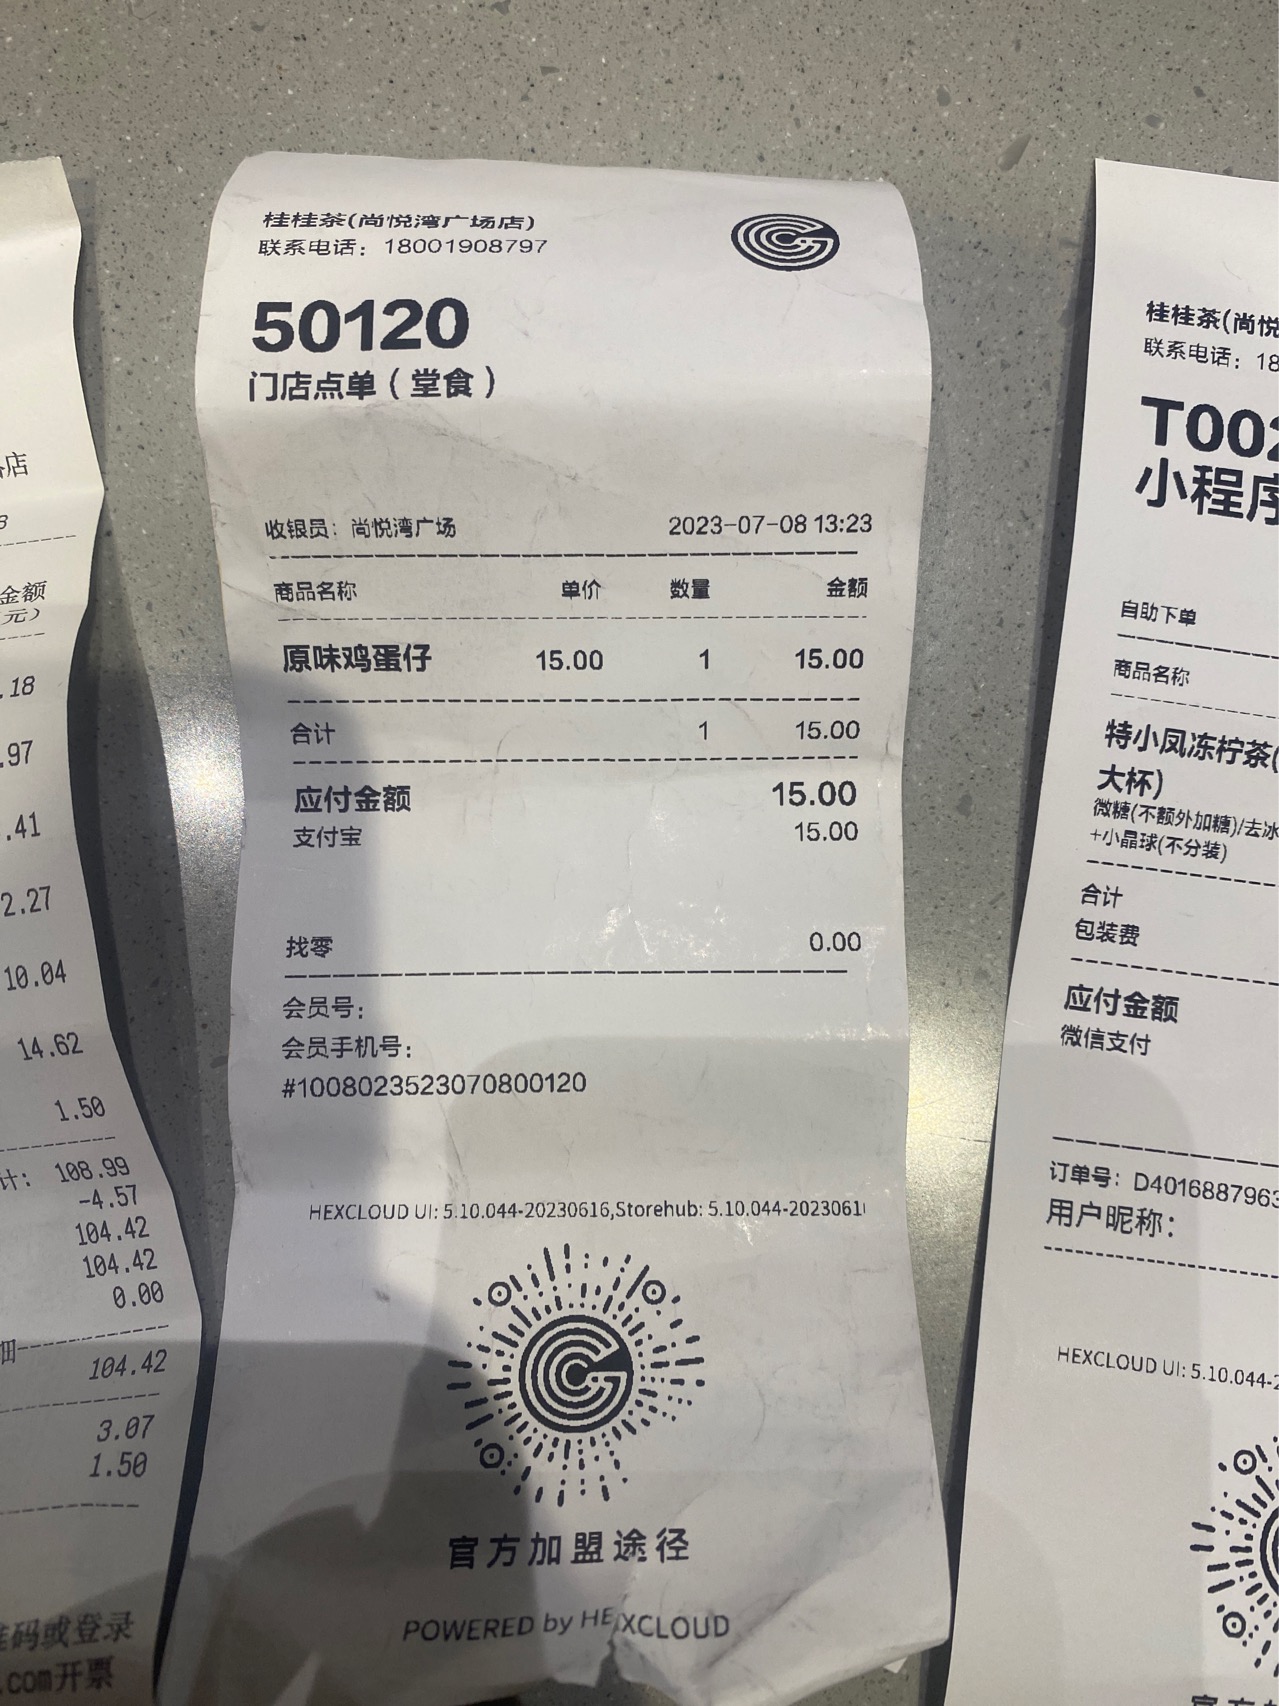 店
金额
元）
.18
.97
.41
2.27
10.04
14.62
1.50
计： 108.99
-4.57
104.42
104.42
0.00
细
104.42
3.07
1.50
码或登录
.com开票
桂桂茶(尚悦湾广场店)
联系电话：18001908797
50120
门店点单（堂食）
收银员：尚悦湾广场 2023-07-08 13:23
商品名称 单价 数量 金额
原味鸡蛋仔 15.00 1 15.00
合计 1 15.00
应付金额 15.00
支付宝 15.00
找零 0.00
会员号：
会员手机号：
#1008023523070800120
HEXCLOUD UI: 5.10.044-20230616,Storehub: 5.10.044-2023061
官方加盟途径
POWERED by HEXCLOUD
桂桂茶(尚悦
联系电话：18
T002
小程序
自助下单
商品名称
特小凤冻柠茶(
大杯)
微糖(不额外加糖)/去冰
+小晶球(不分装)
合计
包装费
应付金额
微信支付
订单号：D4016887963
用户昵称：
HEXCLOUD UI: 5.10.044-2